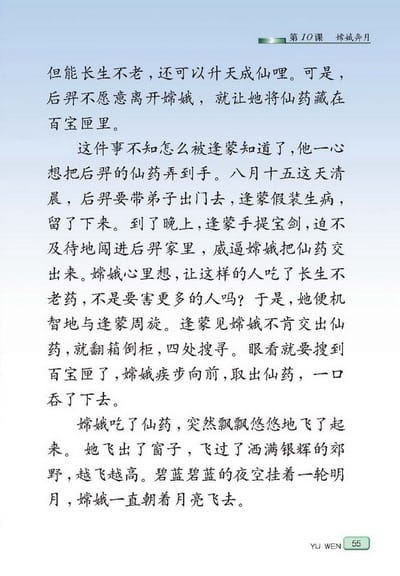 第10课 嫦娥奔月
但能长生不老，还可以升天成仙哩。可是，
后羿不愿意离开嫦娥，就让她将仙药藏在
百宝匣里。
这件事不知怎么被逢蒙知道了，他一心
想把后羿的仙药弄到手。八月十五这天清
晨，后羿要带弟子出门去，逢蒙假装生病，
留了下来。到了晚上，逢蒙手提宝剑，迫不
及待地闯进后羿家里，威逼嫦娥把仙药交
出来。嫦娥心里想，让这样的人吃了长生不
老药，不是要害更多的人吗？于是，她便机
智地与逢蒙周旋。逢蒙见嫦娥不肯交出仙
药，就翻箱倒柜，四处搜寻。眼看就要搜到
百宝匣了，嫦娥疾步向前，取出仙药，一口
吞了下去。
嫦娥吃了仙药，突然飘飘悠悠地飞了起
来。她飞出了窗子，飞过了洒满银辉的郊
野，越飞越高。碧蓝碧蓝的夜空挂着一轮明
月，嫦娥一直朝着月亮飞去。
YU WEN 55